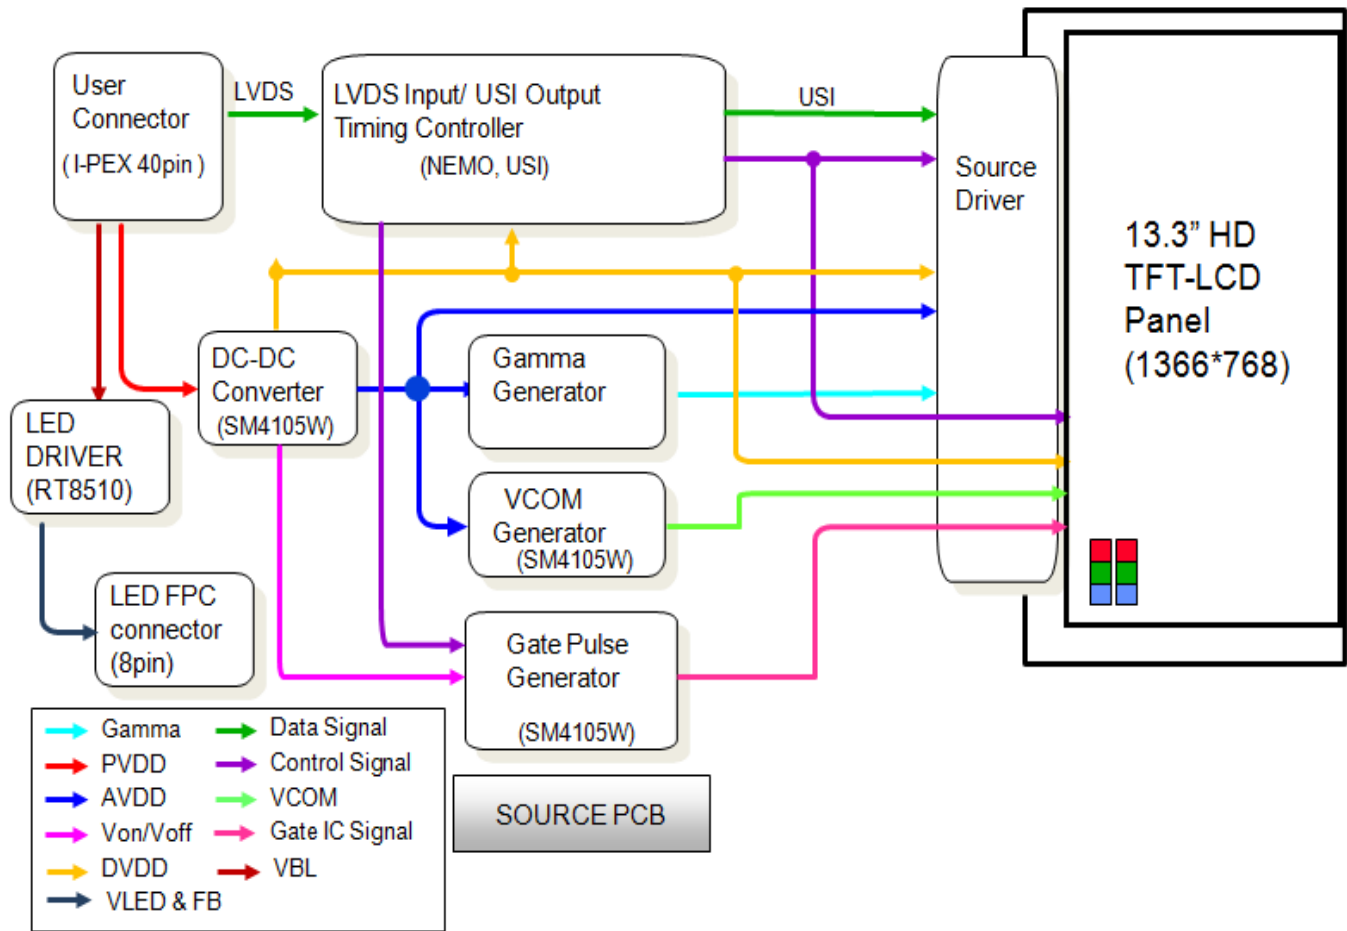 User
Connector
( I-PEX 40pin )
LVDS
LVDS Input/ USI Output
Timing Controller
(NEMO, USI)
USI
Source
Driver
13.3” HD
TFT-LCD
Panel
(1366*768)
DC-DC
Converter
(SM4105W)
Gamma
Generator
LED
DRIVER
(RT8510)
VCOM
Generator
(SM4105W)
LED FPC
connector
(8pin)
Gate Pulse
Generator
(SM4105W)
Gamma
PVDD
AVDD
Von/Voff
DVDD
VLED & FB
Data Signal
Control Signal
VCOM
Gate IC Signal
VBL
SOURCE PCB